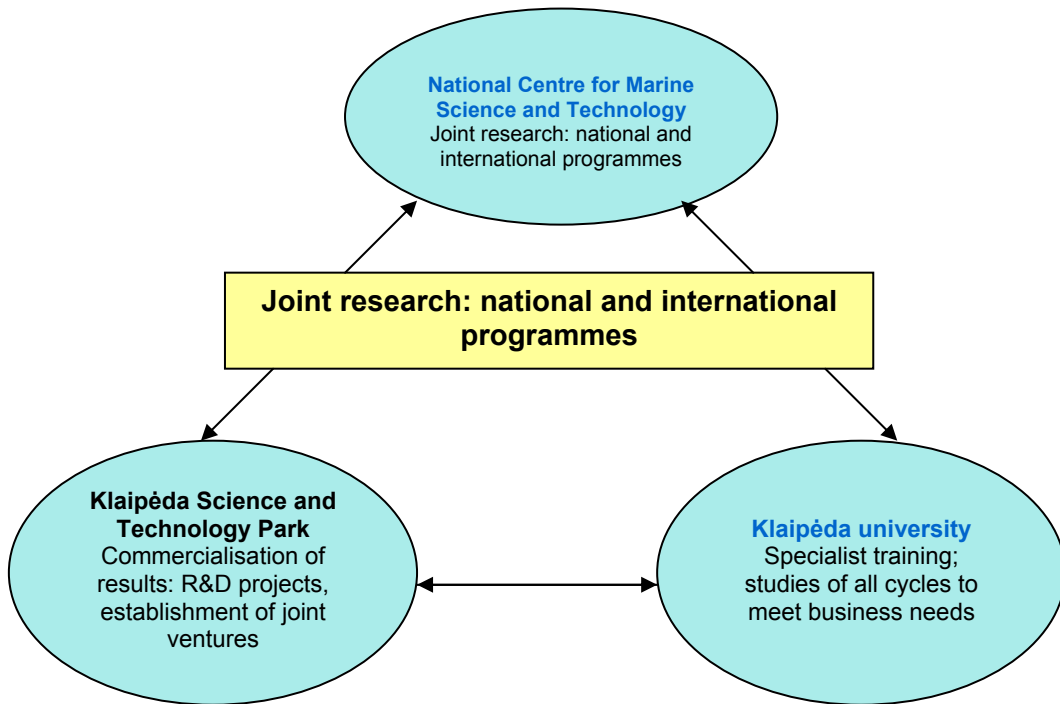 National Centre for Marine
Science and Technology
Joint research: national and
international programmes
Joint research: national and international
programmes
Klaipėda Science and
Technology Park
Commercialisation of
results: R&D projects,
establishment of joint
ventures
Klaipėda university
Specialist training;
studies of all cycles to
meet business needs